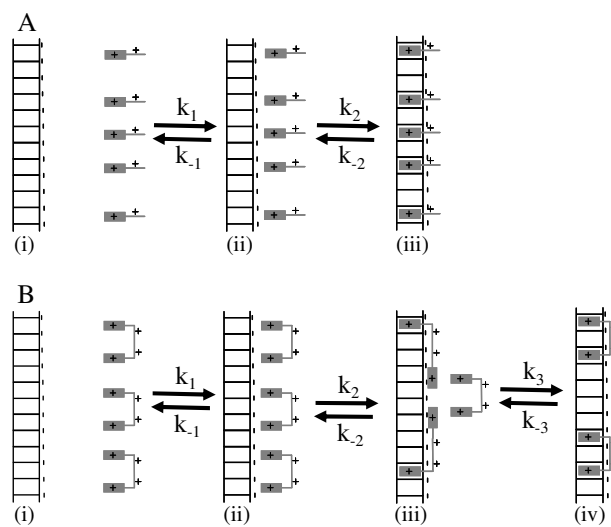 A
k1 k2
k-1 k-2
(i) (ii) (iii)
B
k1 k2 k3
k-1 k-2 k-3
(i) (ii) (iii) (iv)